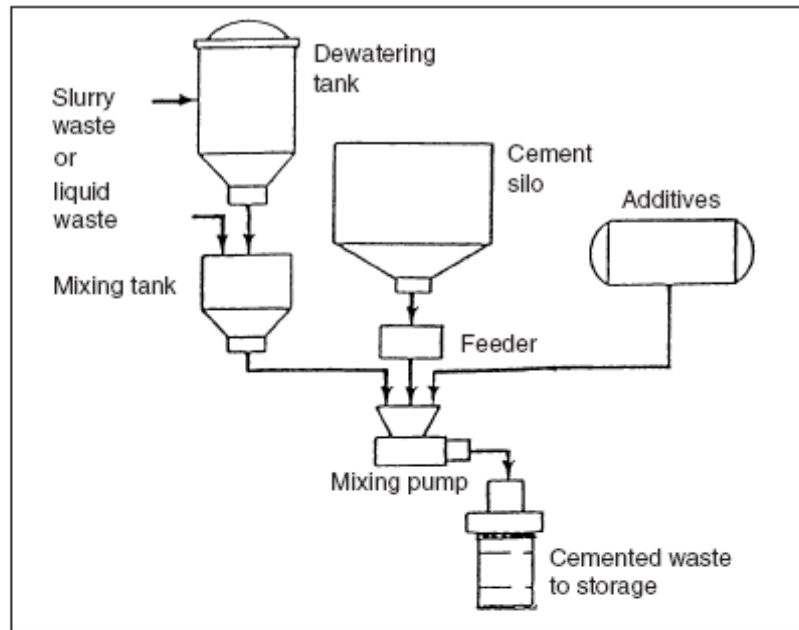 Dewatering
tank
Slurry
waste
or
liquid
waste
Cement
silo
Additives
Mixing tank
Feeder
Mixing pump
Cemented waste
to storage